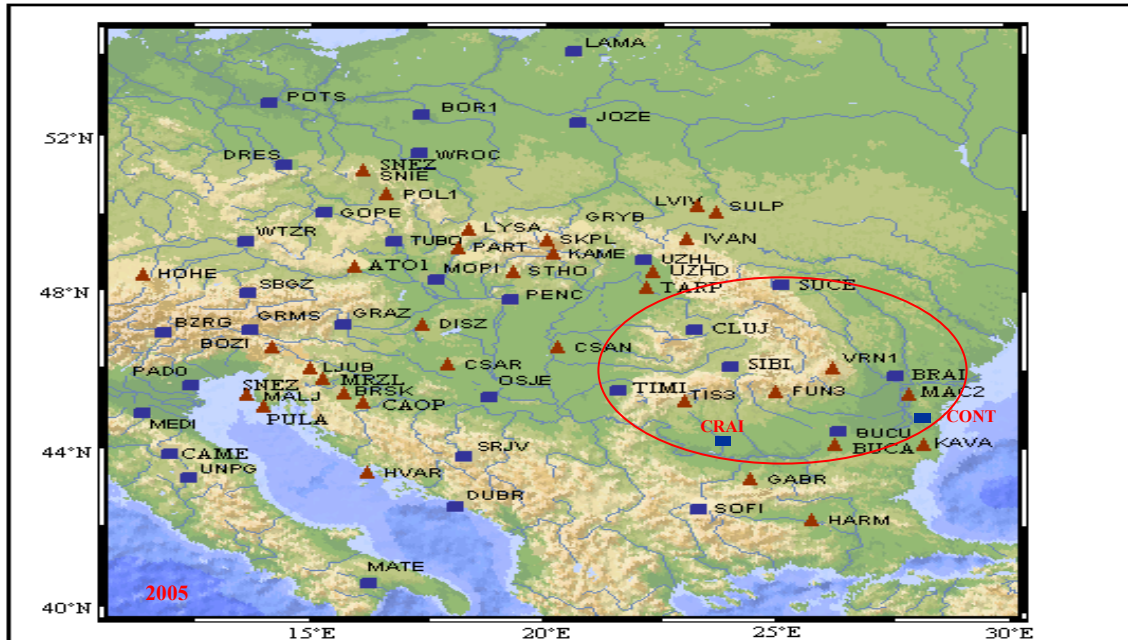 LAMA
POTS
BOR1
JOZE
52°N
DRES
WROC
SNEZ
SNIE
POL1
GOPE
LVIV
SULP
GRYB
WTZR
TUBO
LYSA
SKPL
IVAN
PART
KAME
UZHL
HOHE
ATO1
MOPI
STHO
UZHD
48°N
SBGZ
PENC
TARP
SUCE
BZRG
GRMS
GRAZ
DISZ
CLUJ
BOZI
CSAN
VRN1
PADO
LJUB
CSAR
SIBI
BRAI
SNEZ
MRZL
OSJE
TIMI
MALJ
BRSK
TIS3
FUN3
MAC2
MEDI
PULA
CAOP
CRAI
CONT
BUCU
44°N
CAME
SRJV
BUCA
KAVA
UNPG
HVAR
GABR
DUBR
SOFI
HARM
MATE
2005
40°N
15°E
20°E
25°E
30°E